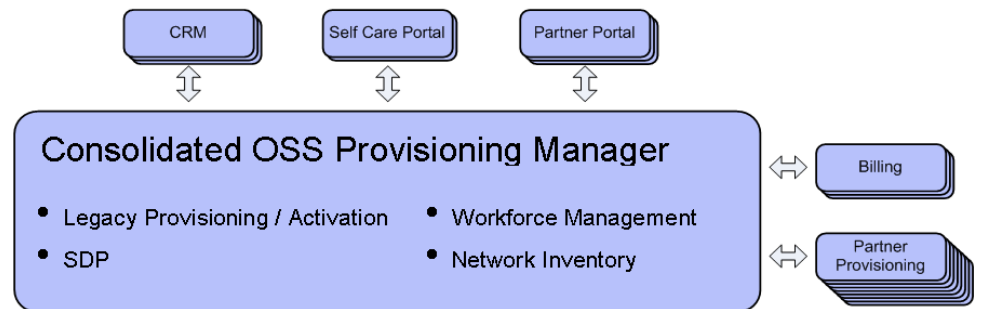 CRM
Self Care Portal
Partner Portal
Consolidated OSS Provisioning Manager
• Legacy Provisioning / Activation
• SDP
• Workforce Management
• Network Inventory
Billing
Partner
Provisioning